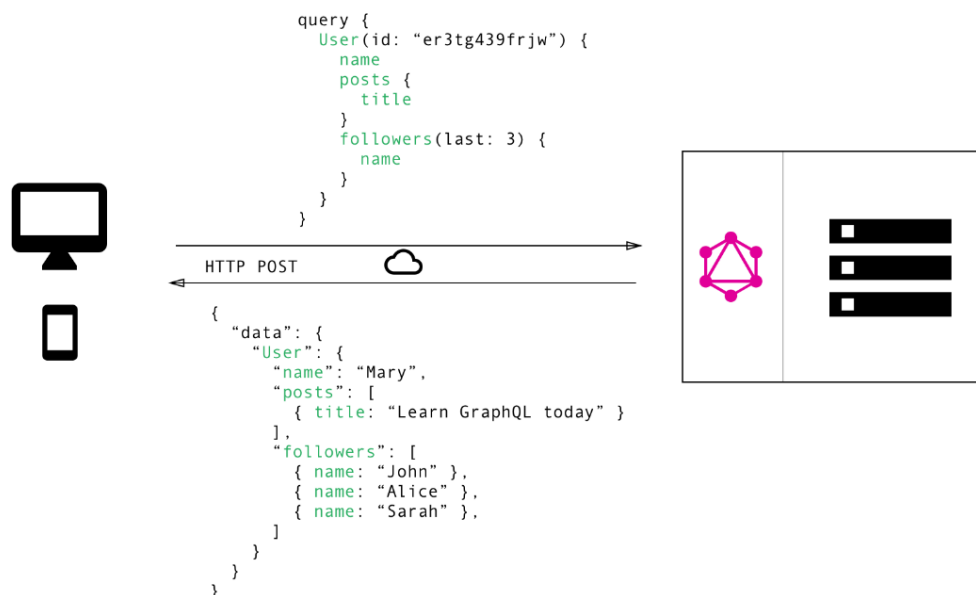 query {
  User(id: “er3tg439frjw”) {
    name
    posts {
      title
    }
    followers(last: 3) {
      name
    }
  }
}
HTTP POST
{
  “data”: {
    “User”: {
      “name”: “Mary”,
      “posts”: [
        { title: “Learn GraphQL today” }
      ],
      “followers”: [
        { name: “John” },
        { name: “Alice” },
        { name: “Sarah” },
      ]
    }
  }
}